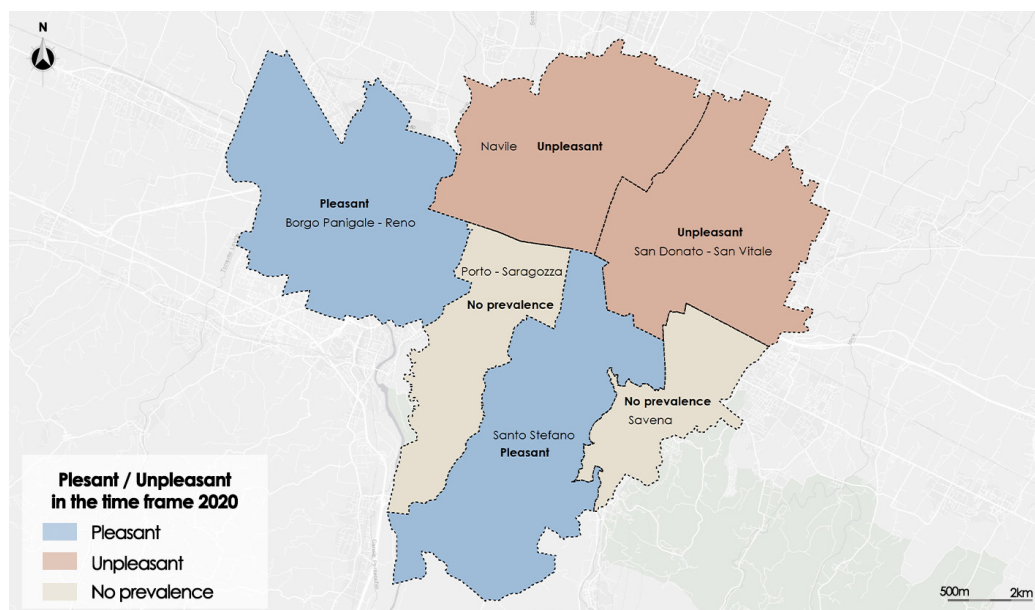 N
Navile Unpleasant
Pleasant
Borgo Panigale - Reno
Unpleasant
San Donato - San Vitale
Porto - Saragozza
No prevalence
No prevalence
Savena
Santo Stefano
Pleasant
Plesant / Unpleasant
in the time frame 2020
Pleasant
Unpleasant
No prevalence
500m 2km